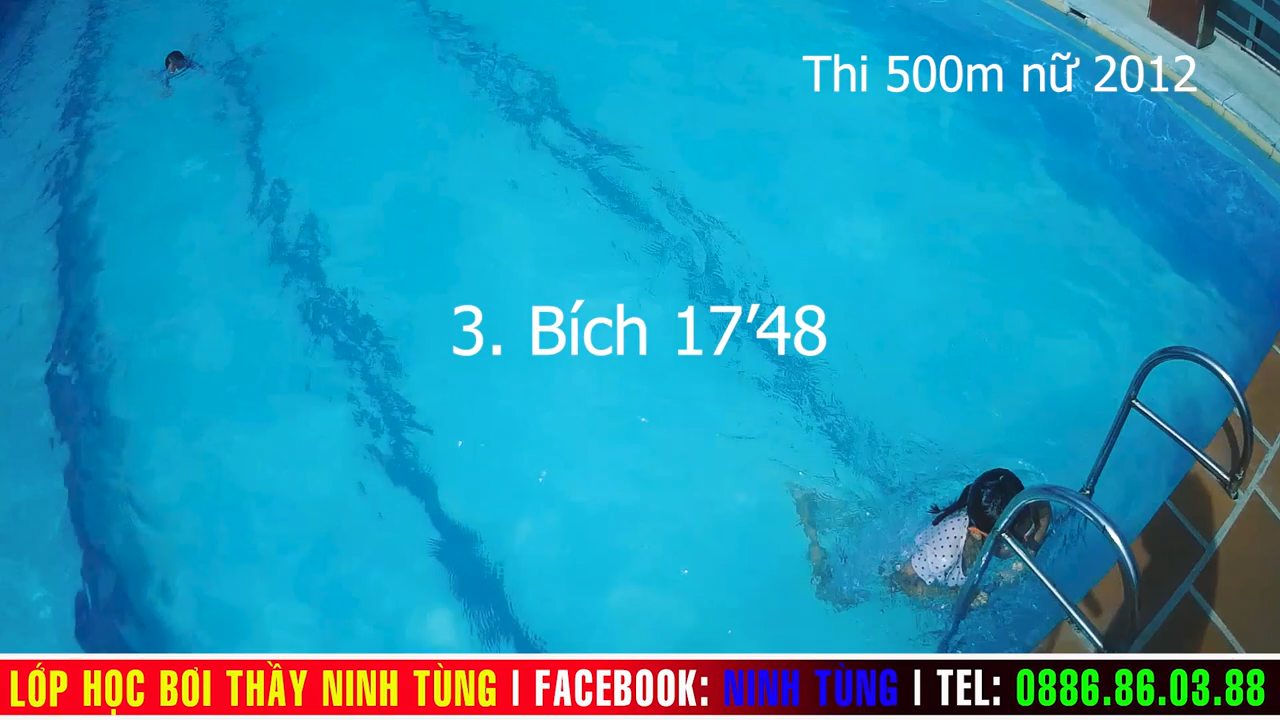 Thi 500m nữ 2012
3. Bích 17’48
LỚP HỌC BƠI THẦY NINH TÙNG I FACEBOOK: NINH TÙNG I TEL: 0886.86.03.88